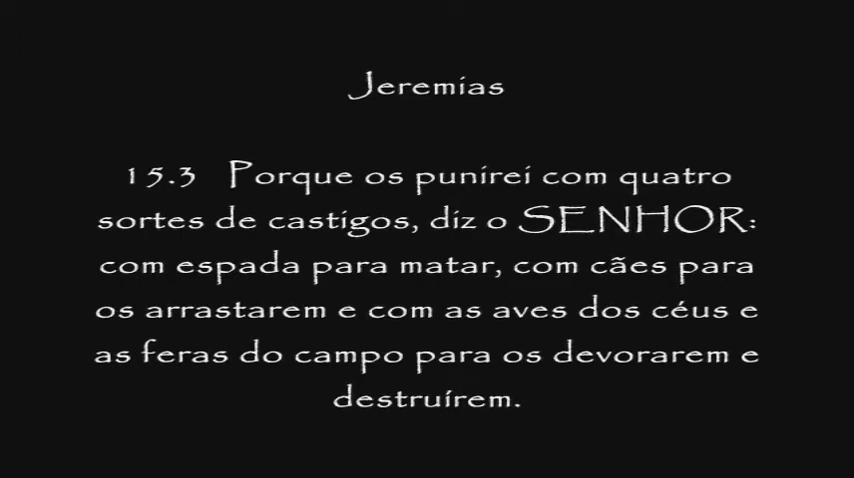 Jeremias
15.3 Porque os punirei com quatro
sortes de castigos, diz o SENHOR:
com espada para matar, com cães para
os arrastarem e com as aves dos céus e
as feras do campo para os devorarem e
destruírem.